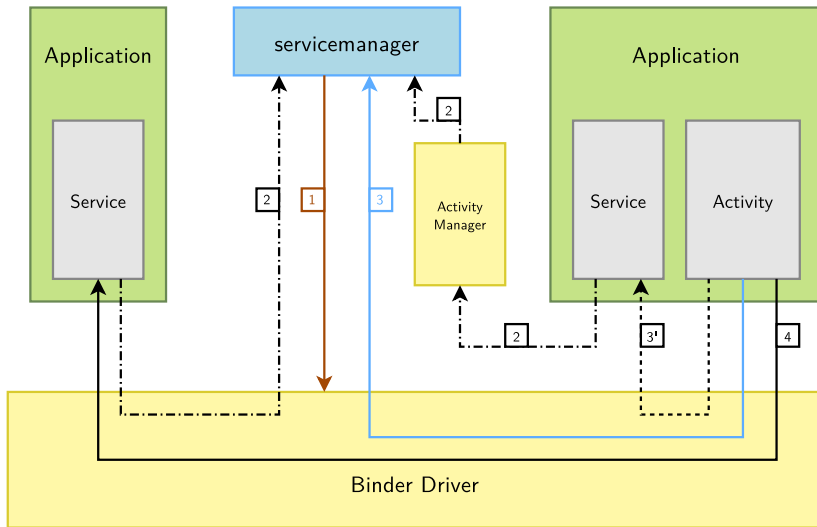 servicemanager
Application
Application
2
Service
2
1
3
Activity
Manager
Service
Activity
2
3'
4
Binder Driver